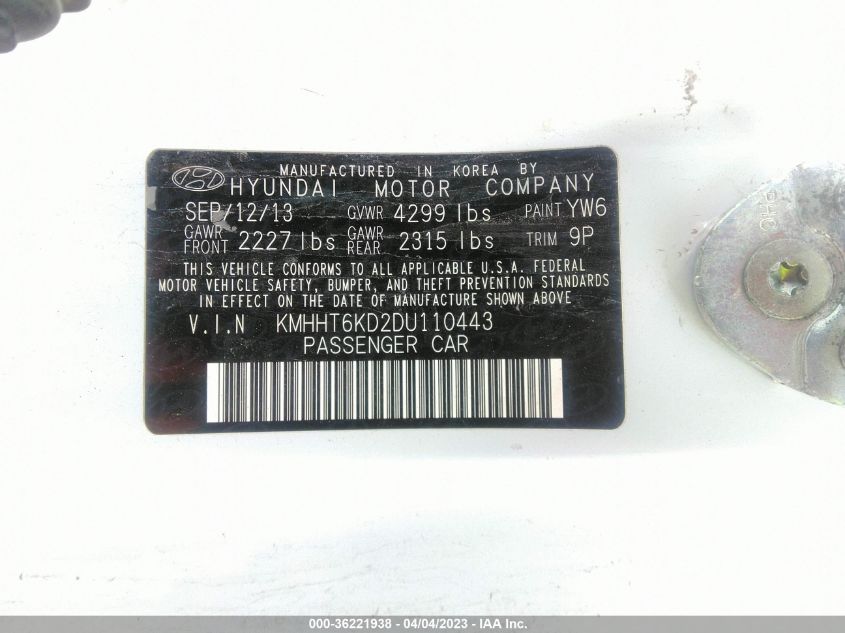 MANUFACTURED IN KOREA BY
HYUNDAI MOTOR COMPANY
SEP/12/13 GVWR 4299 lbs PAINT YW6
GAWR FRONT 2227 lbs GAWR REAR 2315 lbs TRIM 9P
THIS VEHICLE CONFORMS TO ALL APPLICABLE U.S.A. FEDERAL
MOTOR VEHICLE SAFETY, BUMPER, AND THEFT PREVENTION STANDARDS
IN EFFECT ON THE DATE OF MANUFACTURE SHOWN ABOVE
V.I.N KMHHT6KD2DU110443
PASSENGER CAR
000-36221938 - 04/04/2023 - IAA Inc.